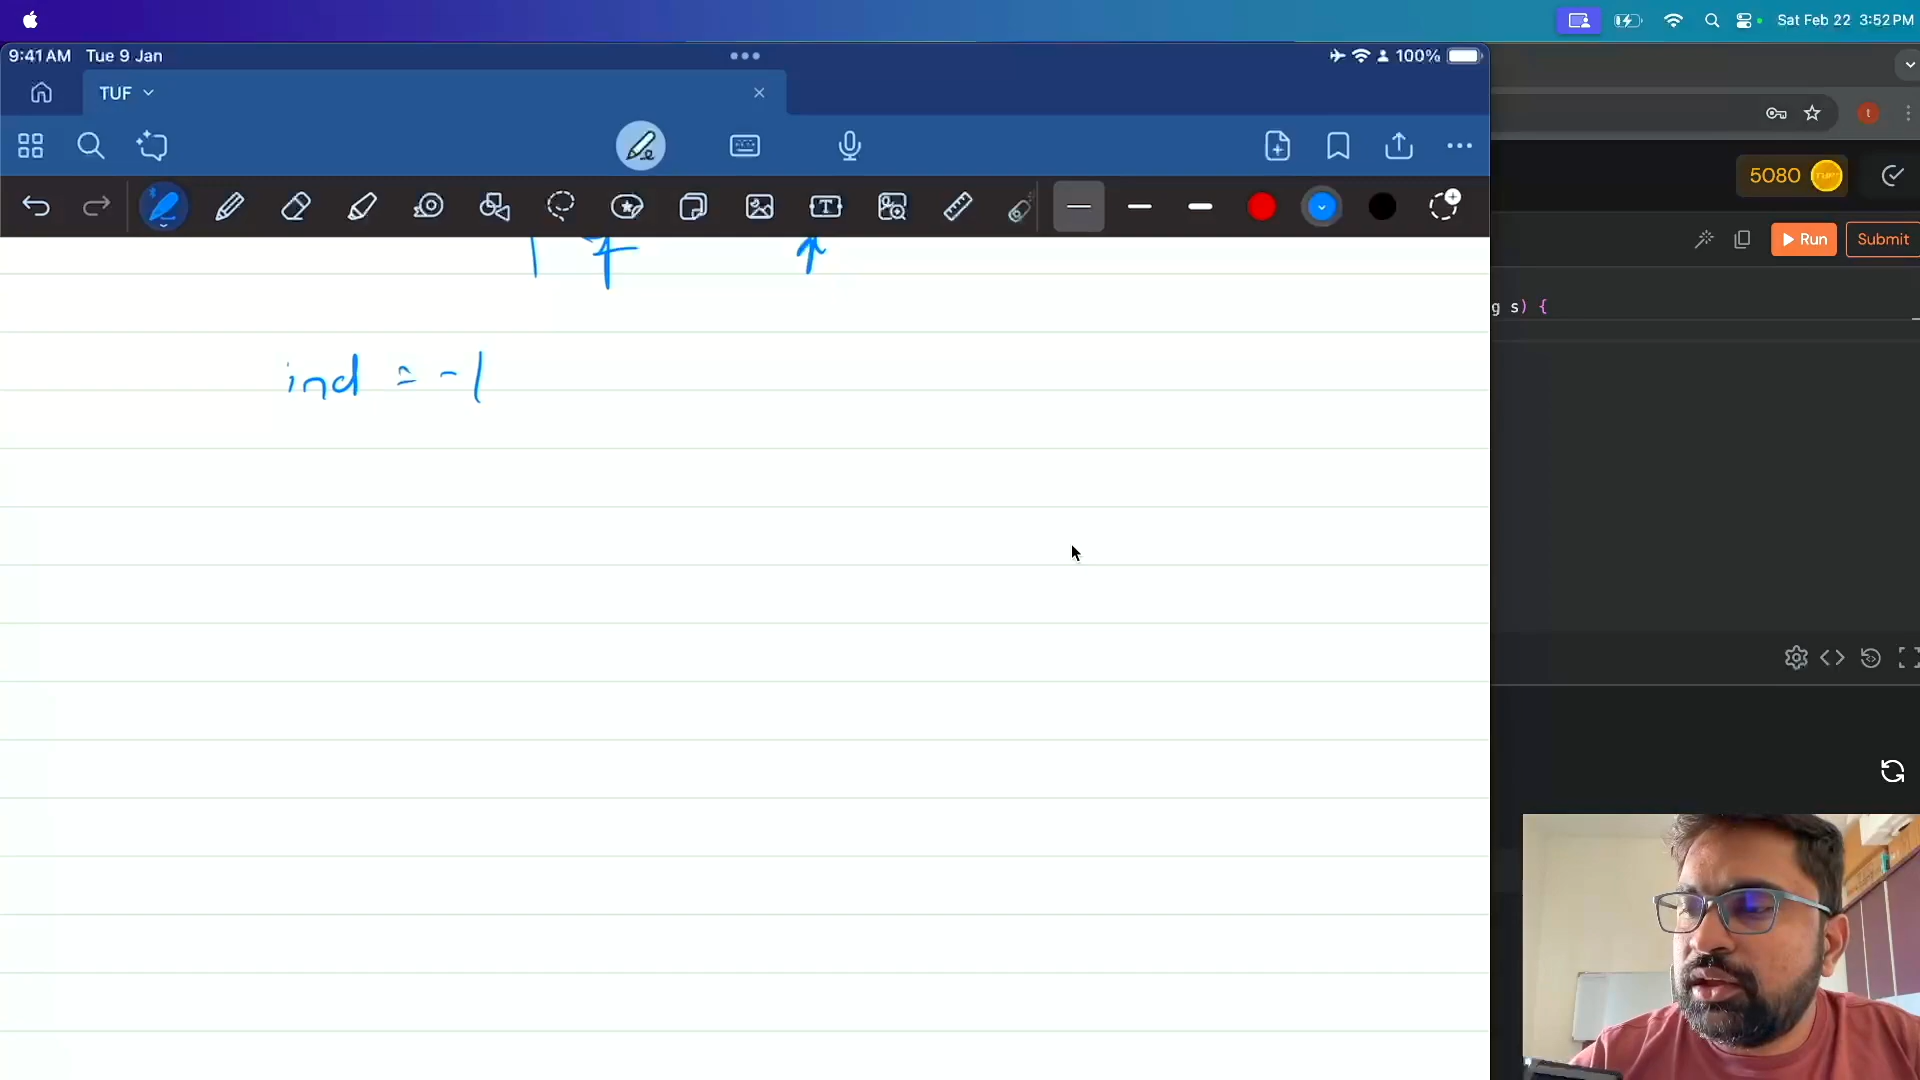 Sat Feb 22 3:52 PM
9:41 AM Tue 9 Jan
100%
TUF
5080
Run
Submit
g s) {
T
ind = -1